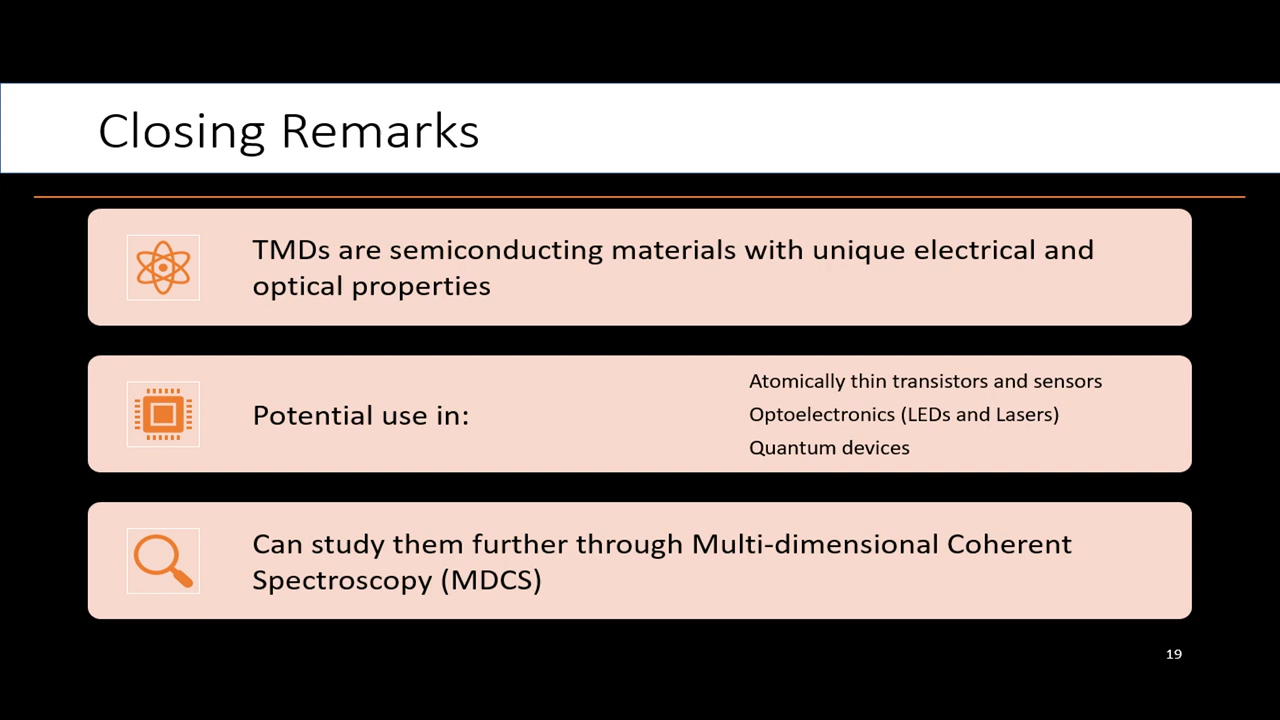 Closing Remarks
TMDs are semiconducting materials with unique electrical and
optical properties
Potential use in:
Atomically thin transistors and sensors
Optoelectronics (LEDs and Lasers)
Quantum devices
Can study them further through Multi-dimensional Coherent
Spectroscopy (MDCS)
19